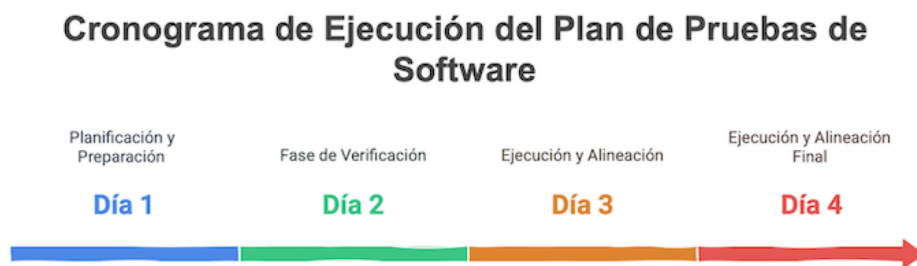 Cronograma de Ejecución del Plan de Pruebas de
Software
Planificación y
Preparación
Día 1
Fase de Verificación
Día 2
Ejecución y Alineación
Día 3
Ejecución y Alineación
Final
Día 4